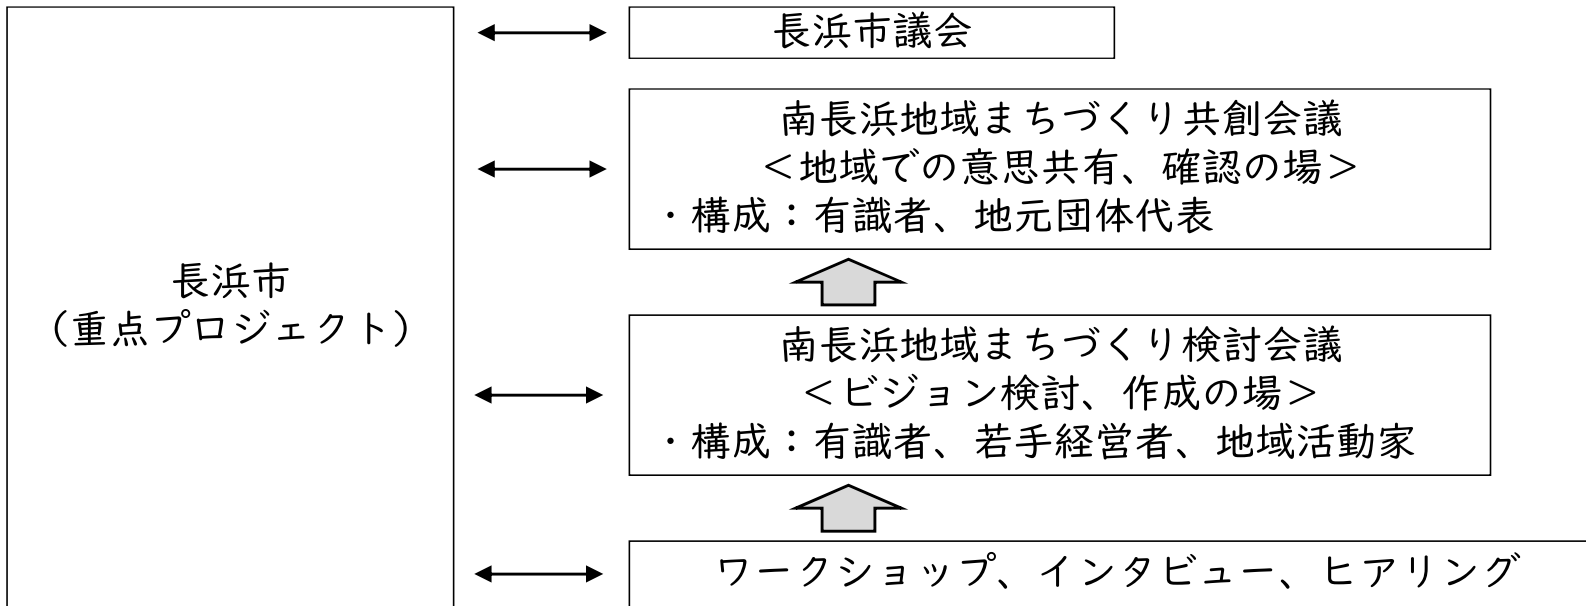 長浜市
（重点プロジェクト）
長浜市議会
南長浜地域まちづくり共創会議
＜地域での意思共有、確認の場＞
・構成：有識者、地元団体代表
南長浜地域まちづくり検討会議
＜ビジョン検討、作成の場＞
・構成：有識者、若手経営者、地域活動家
ワークショップ、インタビュー、ヒアリング